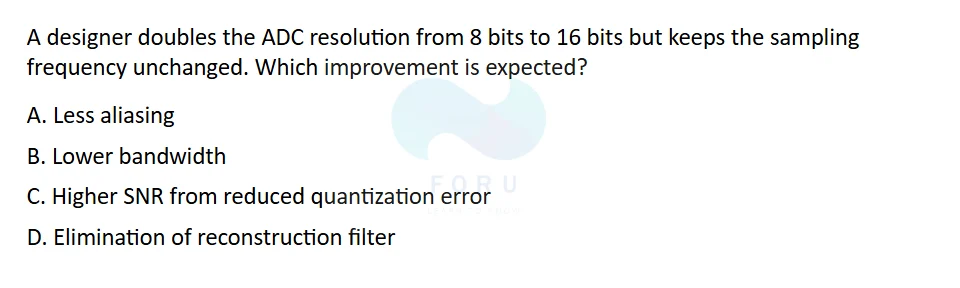 A designer doubles the ADC resolution from 8 bits to 16 bits but keeps the sampling
frequency unchanged. Which improvement is expected?
A. Less aliasing
B. Lower bandwidth
FORU
C. Higher SNR from reduced quantization error
D. Elimination of reconstruction filter